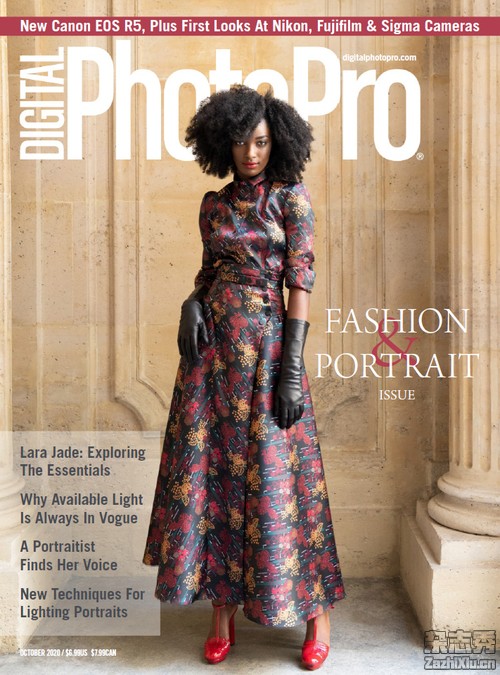 New Canon EOS R5, Plus First Looks At Nikon, Fujifilm & Sigma Cameras
DIGITAL
PhotoPro®
digitalphotopro.com
FASHION
&
PORTRAIT
ISSUE
Lara Jade: Exploring
The Essentials
Why Available Light
Is Always In Vogue
A Portraitist
Finds Her Voice
New Techniques For
Lighting Portraits
OCTOBER 2020 / $6.99US $7.99CAN
杂志秀
ZazhiXiu.cn